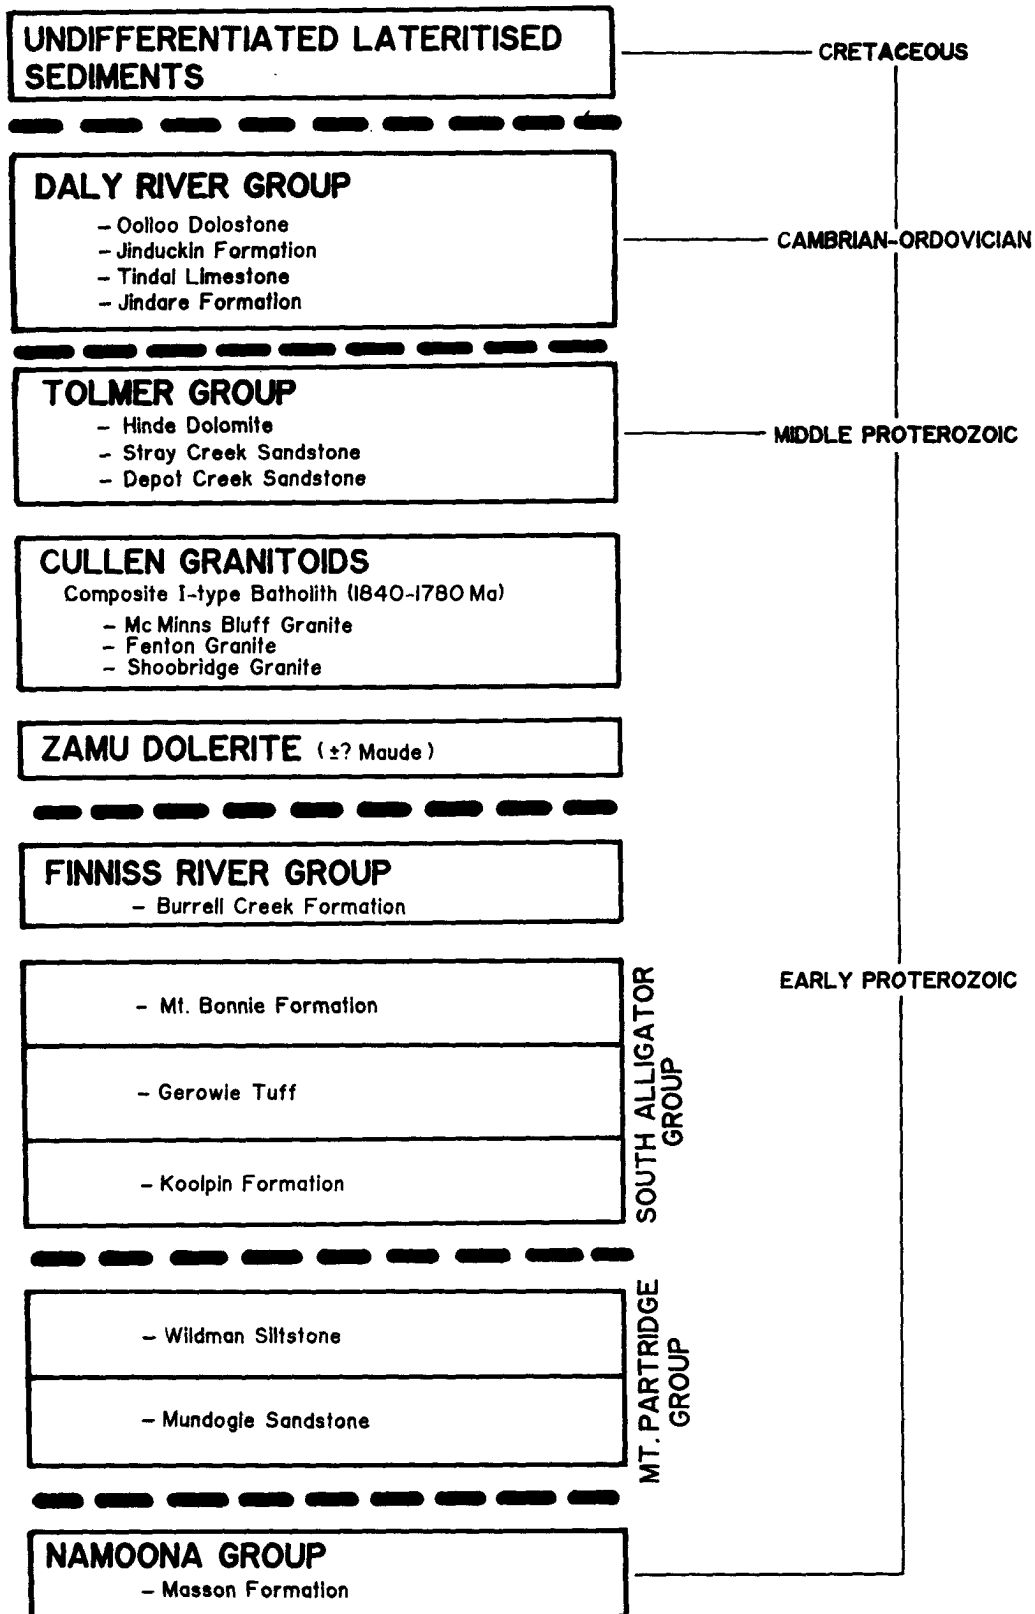 UNDIFFERENTIATED LATERITISED
SEDIMENTS
CRETACEOUS
DALY RIVER GROUP
- Oolloo Dolostone
- Jinduckin Formation
- Tindal Limestone
- Jindare Formation
CAMBRIAN-ORDOVICIAN
TOLMER GROUP
- Hinde Dolomite
- Stray Creek Sandstone
- Depot Creek Sandstone
MIDDLE PROTEROZOIC
CULLEN GRANITOIDS
Composite I-type Batholith (1840-1780 Ma)
- Mc Minns Bluff Granite
- Fenton Granite
- Shoobridge Granite
ZAMU DOLERITE (±? Maude)
FINNISS RIVER GROUP
- Burrell Creek Formation
- Mt. Bonnie Formation
- Gerowie Tuff
- Koolpin Formation
SOUTH ALLIGATOR
GROUP
EARLY PROTEROZOIC
- Wildman Siltstone
- Mundogie Sandstone
MT. PARTRIDGE
GROUP
NAMOONA GROUP
- Masson Formation